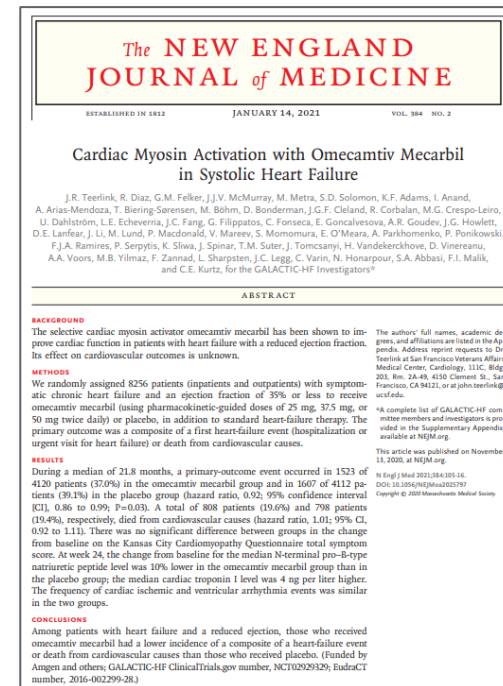 The NEW ENGLAND
JOURNAL of MEDICINE
ESTABLISHED IN 1812 JANUARY 14, 2021 VOL. 384 NO. 2
Cardiac Myosin Activation with Omecamtiv Mecarbil
in Systolic Heart Failure
J.R. Teerlink, R. Diaz, G.M. Felker, J.J.V. McMurray, M. Metra, S.D. Solomon, K.F. Adams, I. Anand,
A. Arias-Mendoza, T. Biering-Sørensen, M. Böhm, D. Bonderman, J.G.F. Cleland, R. Corbalan, M.G. Crespo-Leiro,
U. Dahlström, L.E. Echeverria, J.C. Fang, G. Filippatos, C. Fonseca, E. Goncalvesova, A.R. Goudev, J.G. Howlett,
D.E. Lanfear, J. Li, M. Lund, P. Macdonald, V. Mareev, S. Momomura, E. O'Meara, A. Parkhomenko, P. Ponikowski,
F.J.A. Ramires, P. Serpytis, K. Sliwa, J. Spinar, T.M. Suter, J. Tomcsanyi, H. Vandekerckhove, D. Vinereanu,
A.A. Voors, M.B. Yilmaz, F. Zannad, L. Sharpsten, J.C. Legg, C. Varin, N. Honarpour, S.A. Abbasi, F.I. Malik,
and C.E. Kurtz, for the GALACTIC-HF Investigators*
ABSTRACT
BACKGROUND
The selective cardiac myosin activator omecamtiv mecarbil has been shown to im-
prove cardiac function in patients with heart failure with a reduced ejection fraction.
Its effect on cardiovascular outcomes is unknown.
METHODS
We randomly assigned 8256 patients (inpatients and outpatients) with symptom-
atic chronic heart failure and an ejection fraction of 35% or less to receive
omecamtiv mecarbil (using pharmacokinetic-guided doses of 25 mg, 37.5 mg, or
50 mg twice daily) or placebo, in addition to standard heart-failure therapy. The
primary outcome was a composite of a first heart-failure event (hospitalization or
urgent visit for heart failure) or death from cardiovascular causes.
RESULTS
During a median of 21.8 months, a primary-outcome event occurred in 1523 of
4120 patients (37.0%) in the omecamtiv mecarbil group and in 1607 of 4112 pa-
tients (39.1%) in the placebo group (hazard ratio, 0.92; 95% confidence interval
[CI], 0.86 to 0.99; P=0.03). A total of 808 patients (19.6%) and 798 patients
(19.4%), respectively, died from cardiovascular causes (hazard ratio, 1.01; 95% CI,
0.92 to 1.11). There was no significant difference between groups in the change
from baseline on the Kansas City Cardiomyopathy Questionnaire total symptom
score. At week 24, the change from baseline for the median N-terminal pro–B-type
natriuretic peptide level was 10% lower in the omecamtiv mecarbil group than in
the placebo group; the median cardiac troponin I level was 4 ng per liter higher.
The frequency of cardiac ischemic and ventricular arrhythmia events was similar
in the two groups.
CONCLUSIONS
Among patients with heart failure and a reduced ejection, those who received
omecamtiv mecarbil had a lower incidence of a composite of a heart-failure event
or death from cardiovascular causes than those who received placebo. (Funded by
Amgen and others; GALACTIC-HF ClinicalTrials.gov number, NCT02929329; EudraCT
number, 2016-002299-28.)
The authors' full names, academic de-
grees, and affiliations are listed in the Ap-
pendix. Address reprint requests to Dr.
Teerlink at San Francisco Veterans Affairs
Medical Center, Cardiology, 111C, Bldg.
203, Rm. 2A-49, 4150 Clement St., San
Francisco, CA 94121, or at john.teerlink@
ucsf.edu.
*A complete list of GALACTIC-HF com-
mittee members and investigators is pro-
vided in the Supplementary Appendix,
available at NEJM.org.
This article was published on November
13, 2020, at NEJM.org.
N Engl J Med 2021;384:105-16.
DOI: 10.1056/NEJMoa2025797
Copyright © 2020 Massachusetts Medical Society.